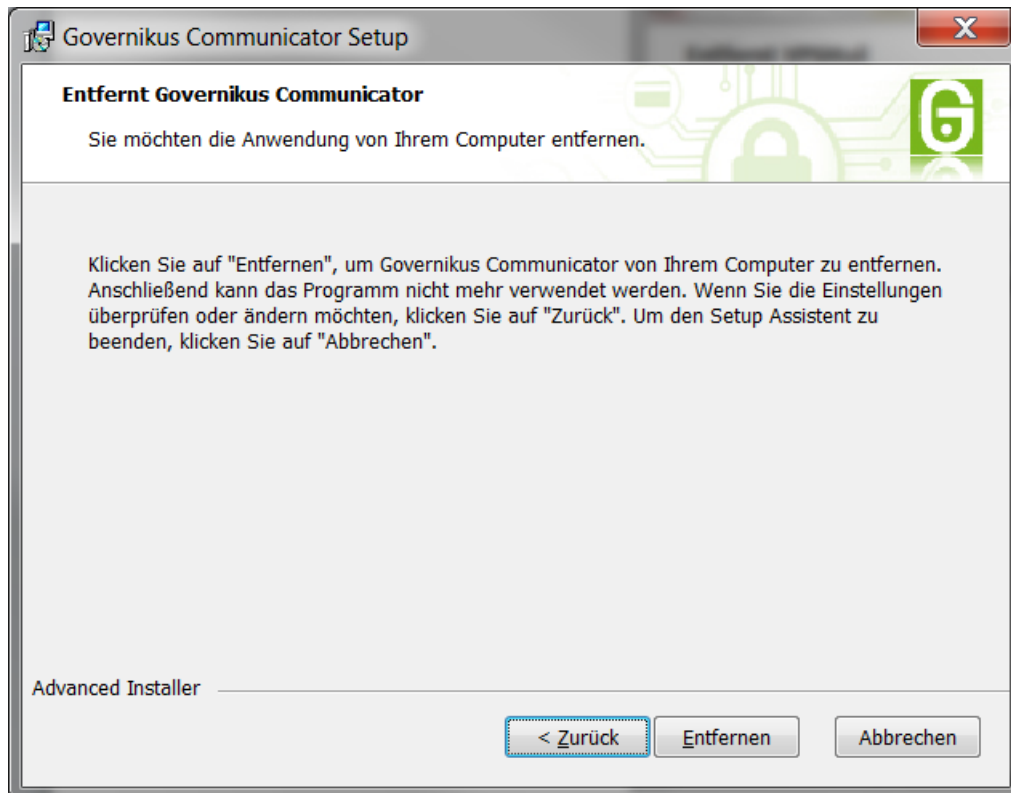 Governikus Communicator Setup
Entfernt Governikus Communicator
Sie möchten die Anwendung von Ihrem Computer entfernen.
Klicken Sie auf "Entfernen", um Governikus Communicator von Ihrem Computer zu entfernen.
Anschließend kann das Programm nicht mehr verwendet werden. Wenn Sie die Einstellungen
überprüfen oder ändern möchten, klicken Sie auf "Zurück". Um den Setup Assistent zu
beenden, klicken Sie auf "Abbrechen".
Advanced Installer
< Zurück
Entfernen
Abbrechen